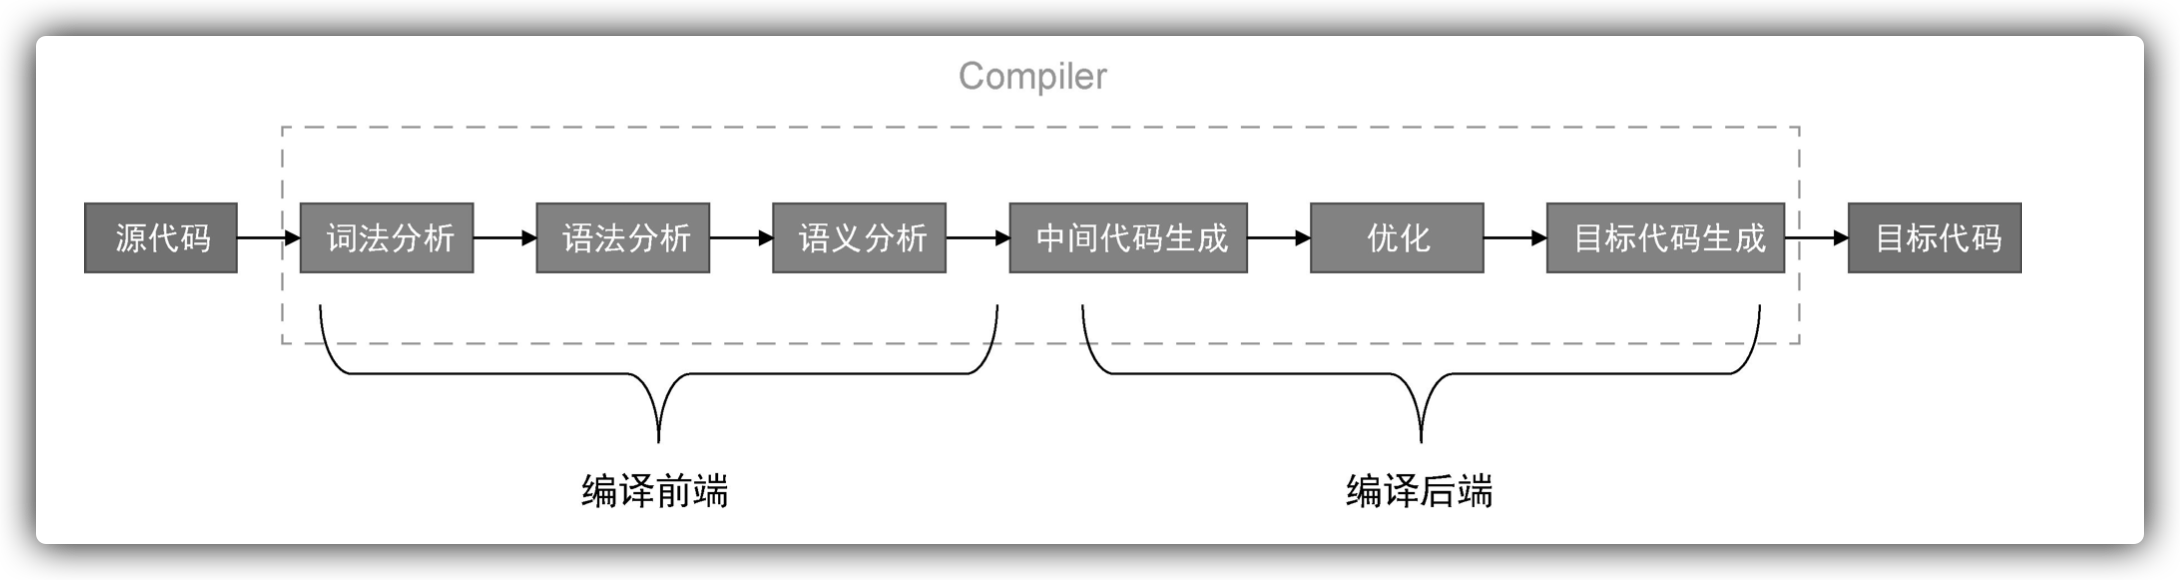 Compiler
源代码
词法分析
语法分析
语义分析
中间代码生成
优化
目标代码生成
目标代码
编译前端
编译后端